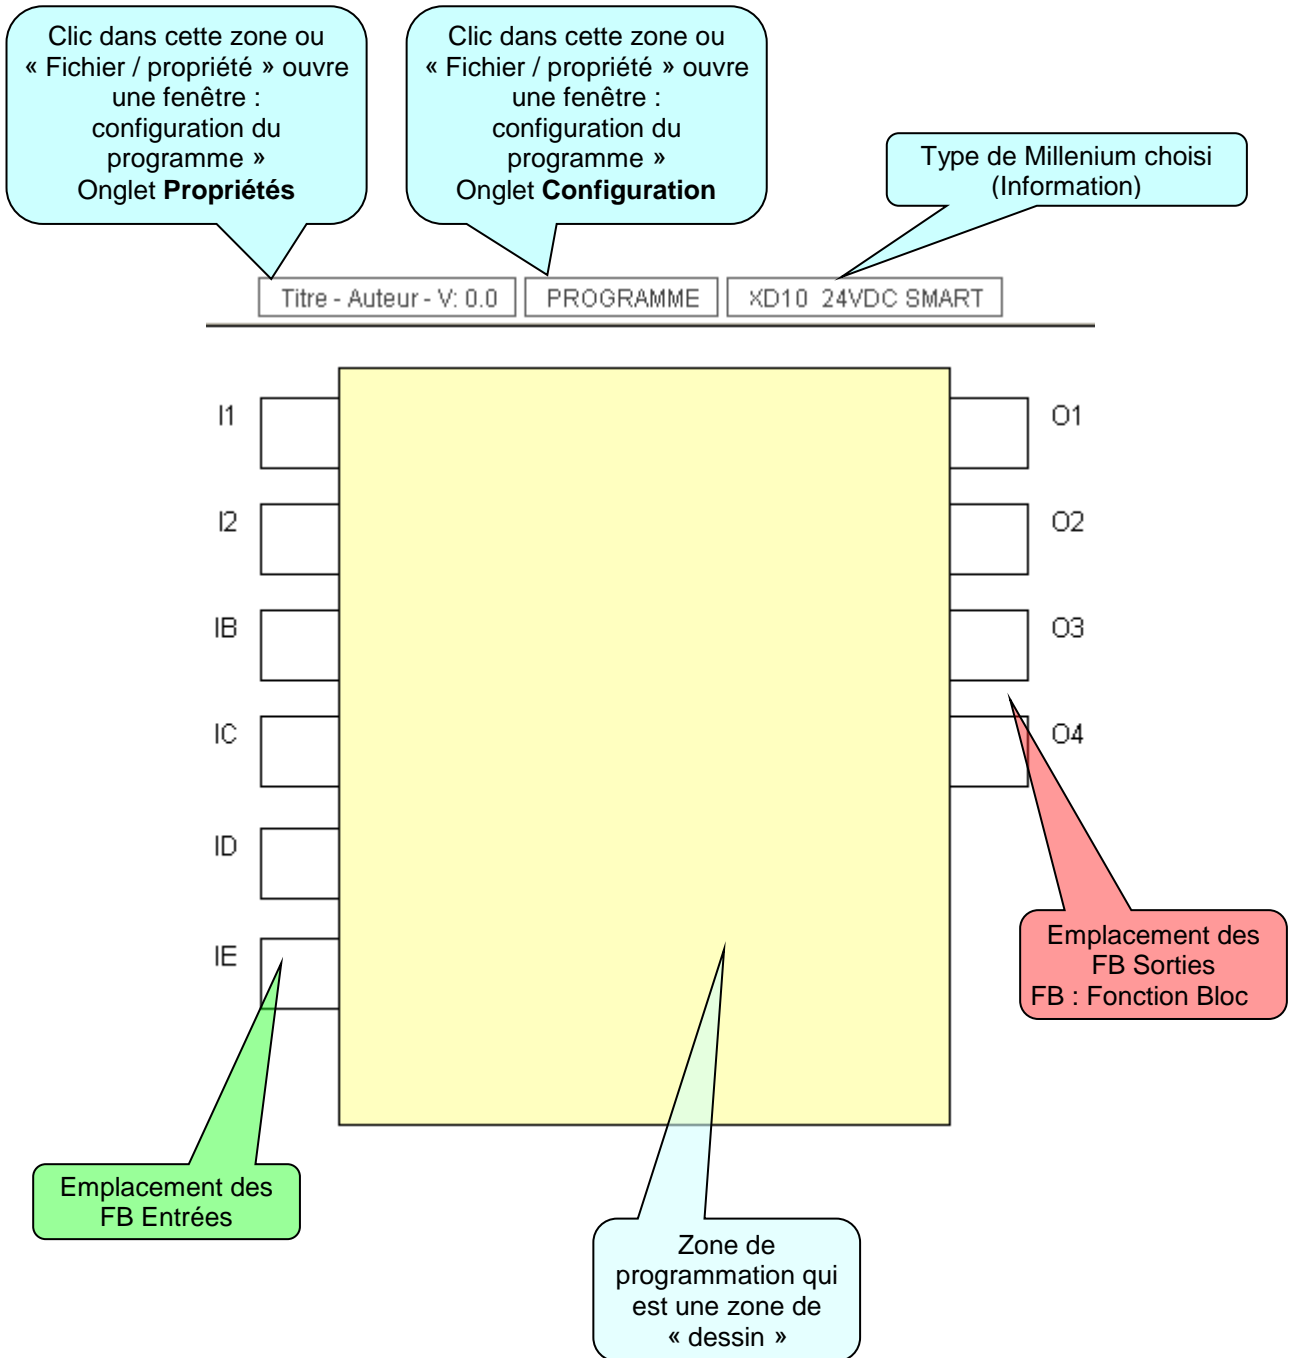 Clic dans cette zone ou
« Fichier / propriété » ouvre
une fenêtre :
configuration du
programme »
Onglet Propriétés
Clic dans cette zone ou
« Fichier / propriété » ouvre
une fenêtre :
configuration du
programme »
Onglet Configuration
Type de Millenium choisi
(Information)
Titre - Auteur - V: 0.0
PROGRAMME
XD10 24VDC SMART
I1
O1
I2
O2
IB
O3
IC
O4
ID
IE
Emplacement des
FB Sorties
FB : Fonction Bloc
Emplacement des
FB Entrées
Zone de
programmation qui
est une zone de
« dessin »